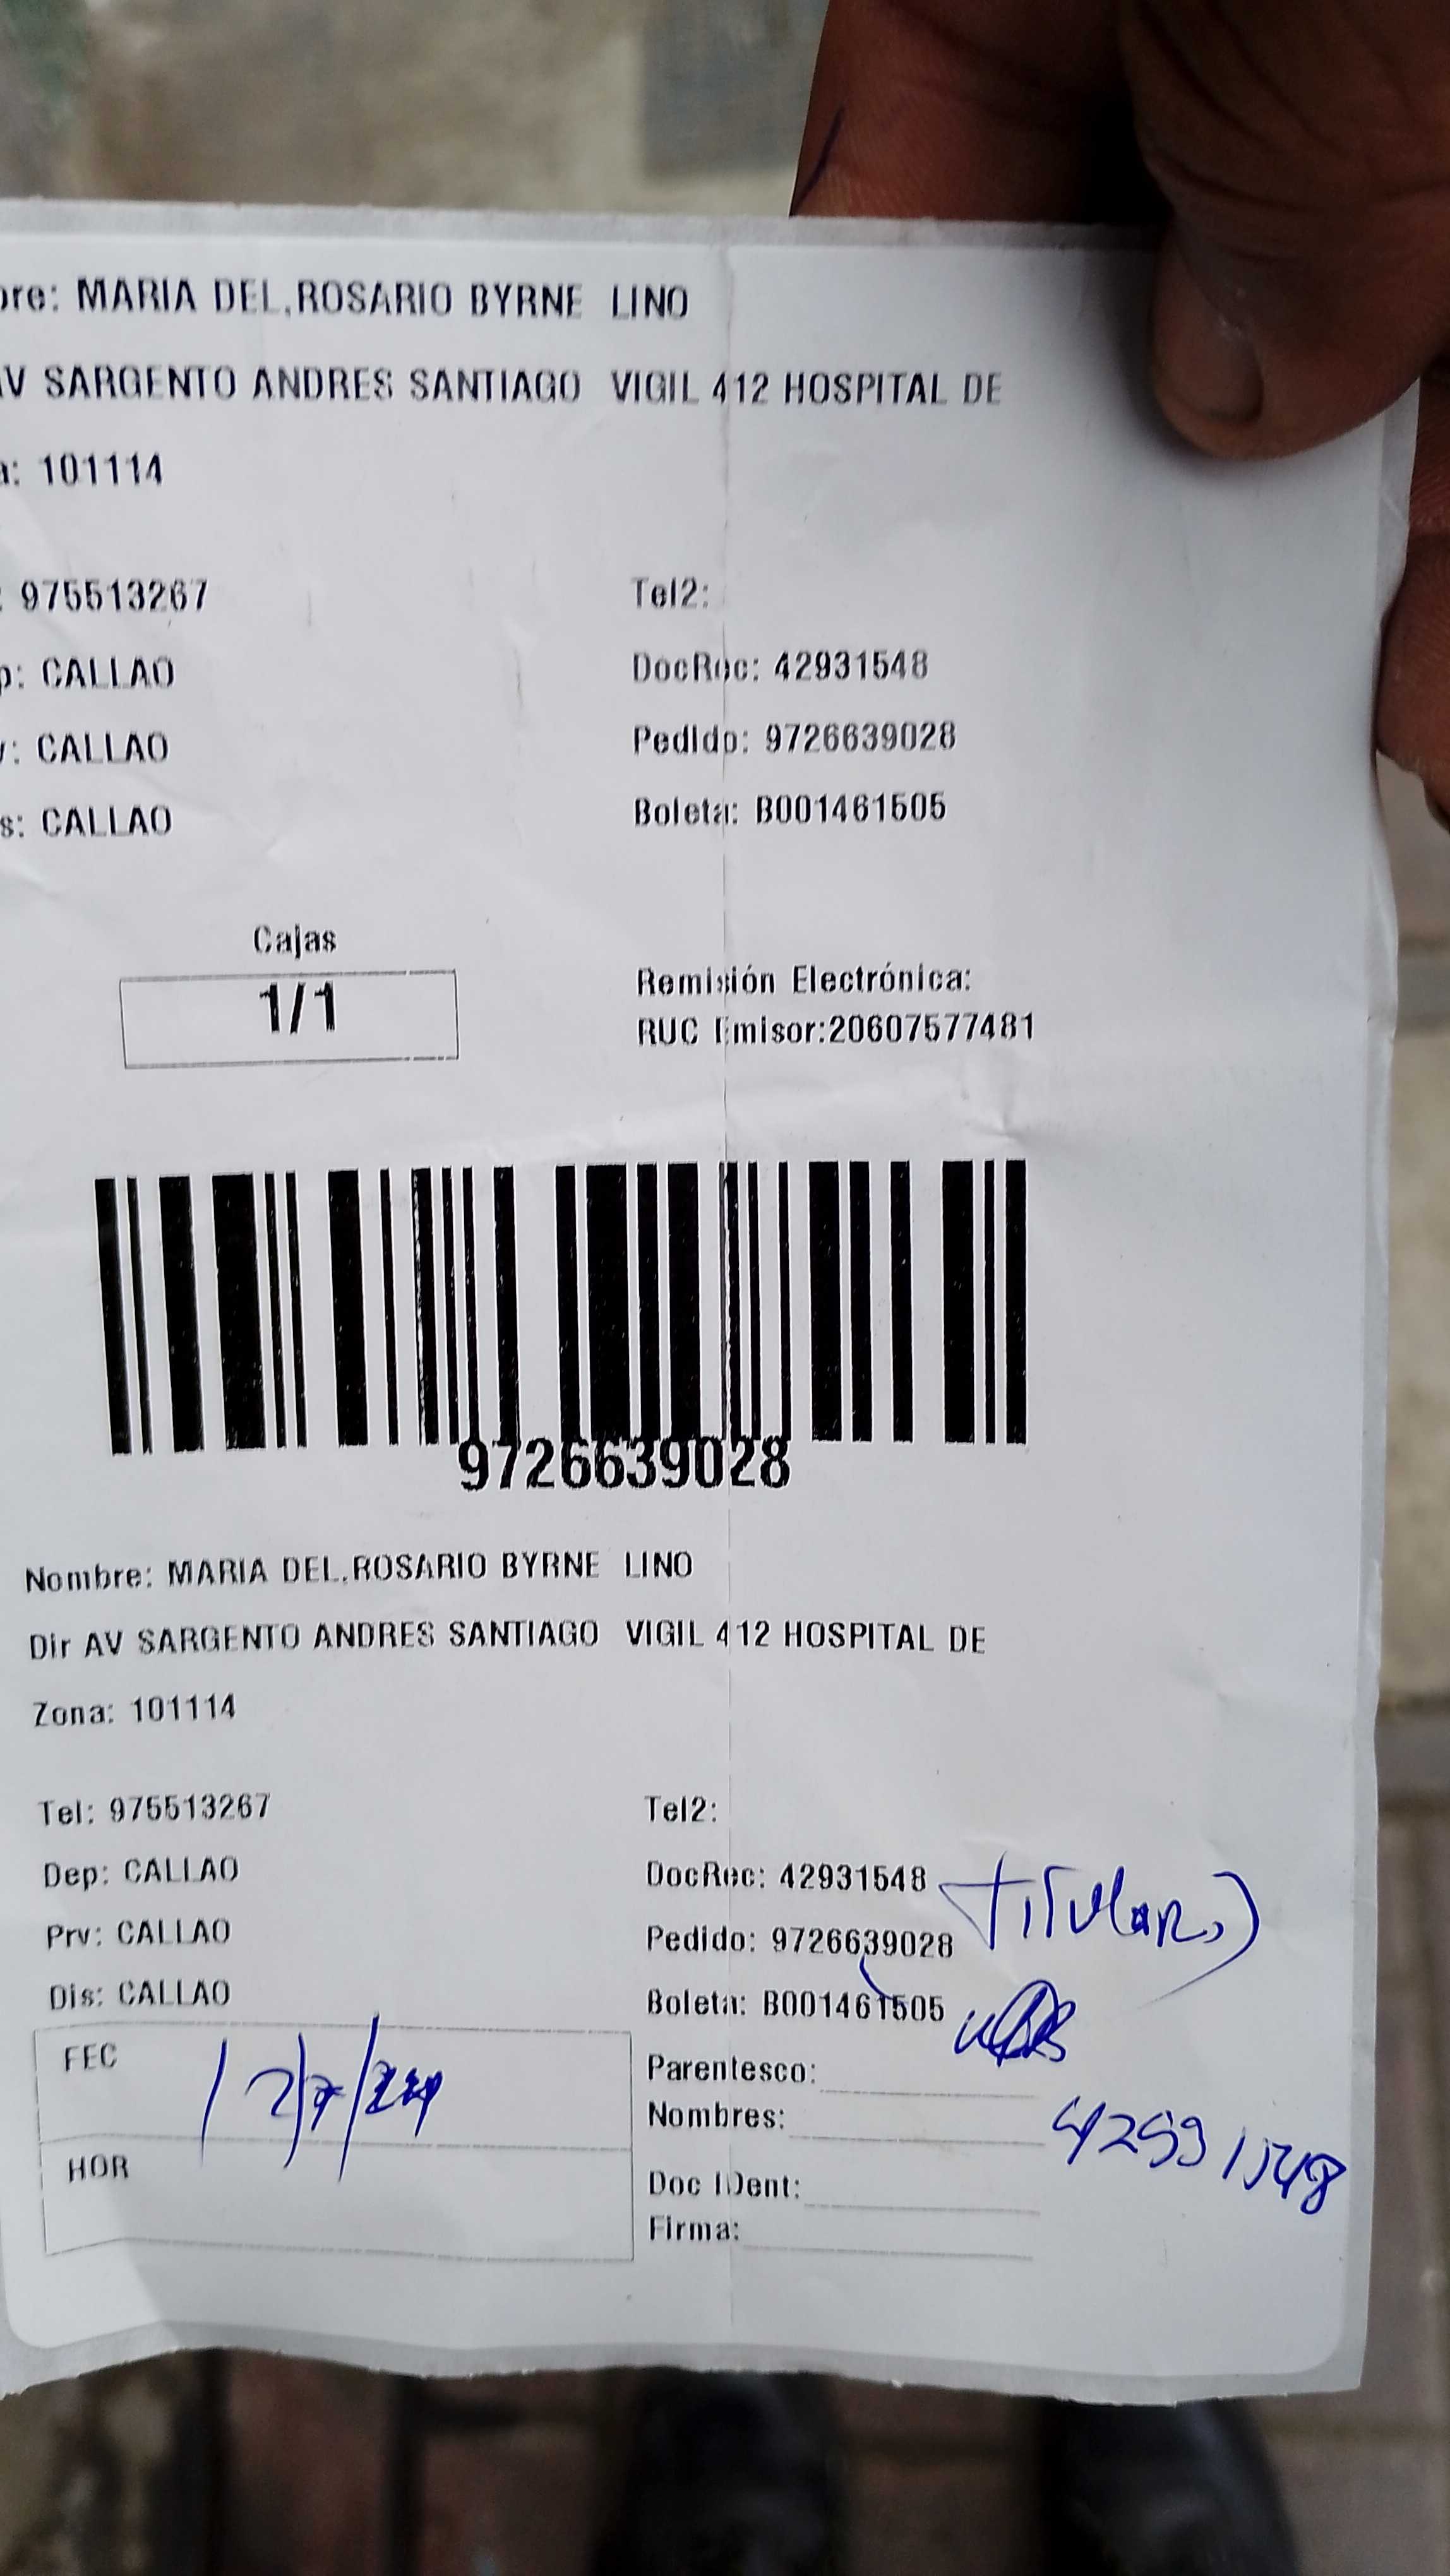 bre: MARIA DEL.ROSARIO BYRNE LINO
AV SARGENTO ANDRES SANTIAGO VIGIL 412 HOSPITAL DE
a: 101114
: 975513267 Tel2:
p: CALLAO DocRec: 42931548
v: CALLAO Pedido: 9726639028
s: CALLAO Boleta: B001461505
Cajas
1/1
Remisión Electrónica:
RUC Emisor:20607577481
9726639028
Nombre: MARIA DEL.ROSARIO BYRNE LINO
Dir AV SARGENTO ANDRES SANTIAGO VIGIL 412 HOSPITAL DE
Zona: 101114
Tel: 975513267 Tel2:
Dep: CALLAO DocRec: 42931548
Prv: CALLAO Pedido: 9726639028 titular
Dis: CALLAO Boleta: B001461505
FEC
Parentesco:
Nombres:
HOR
Doc IDent:
Firma: